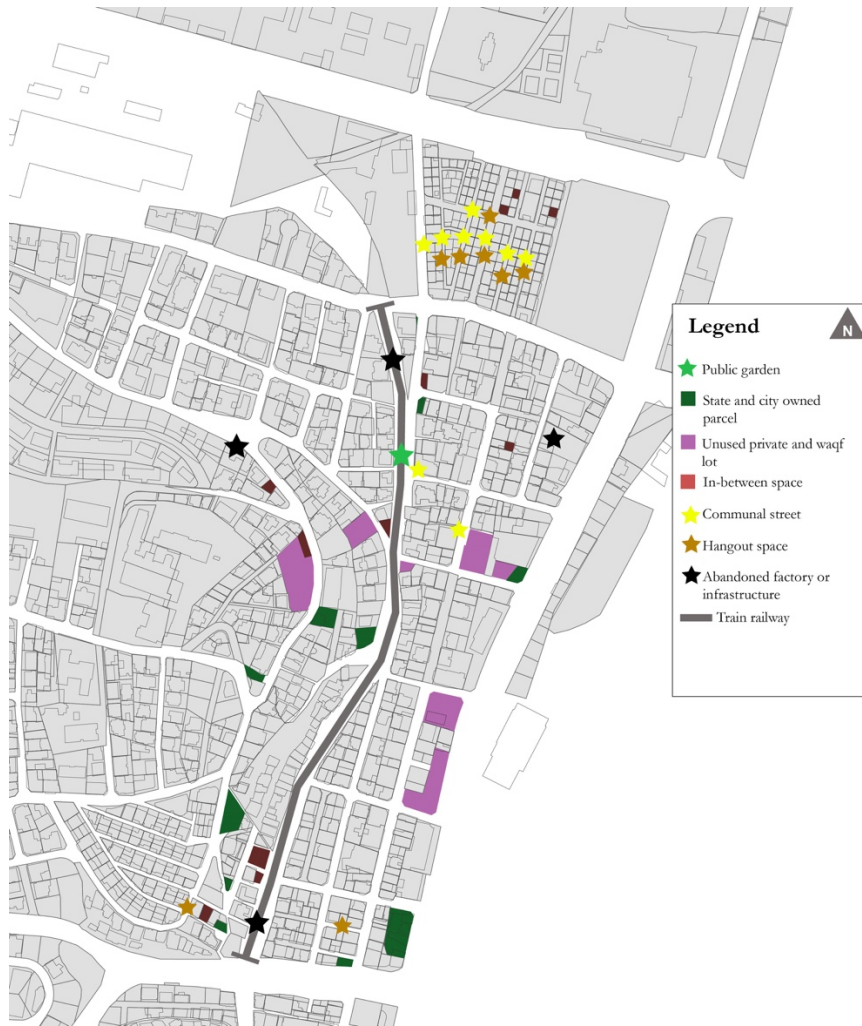 Legend
N
Public garden
State and city owned
parcel
Unused private and waqf
lot
In-between space
Communal street
Hangout space
Abandoned factory or
infrastructure
Train railway